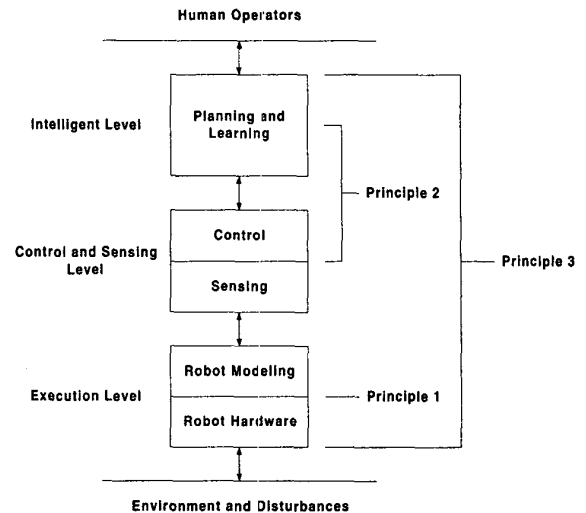 Human Operators
Intelligent Level
Planning and
Learning
Principle 2
Control and Sensing
Level
Control
Sensing
Principle 3
Execution Level
Robot Modeling
Robot Hardware
Principle 1
Environment and Disturbances